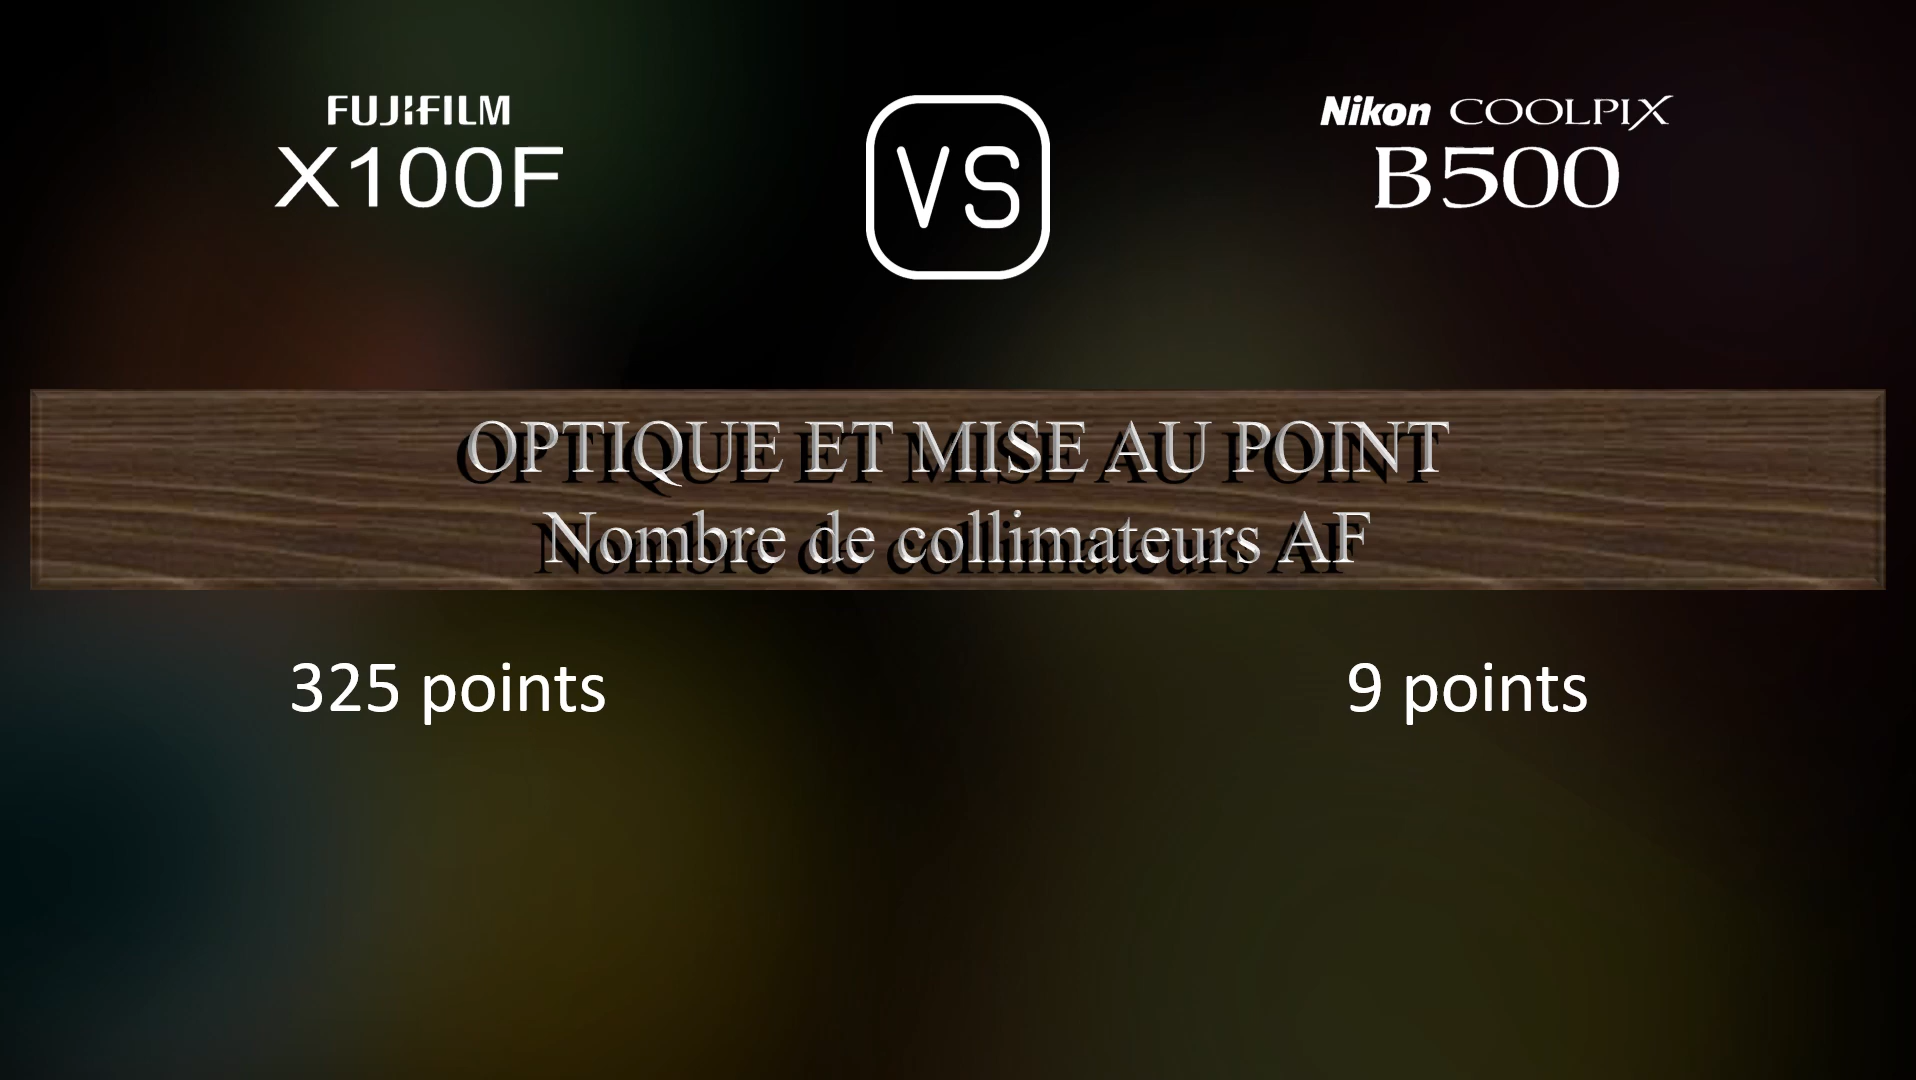 FUJIFILM
X100F
VS
Nikon COOLPIX
B500
OPTIQUE ET MISE AU POINT
Nombre de collimateurs AF
325 points
9 points